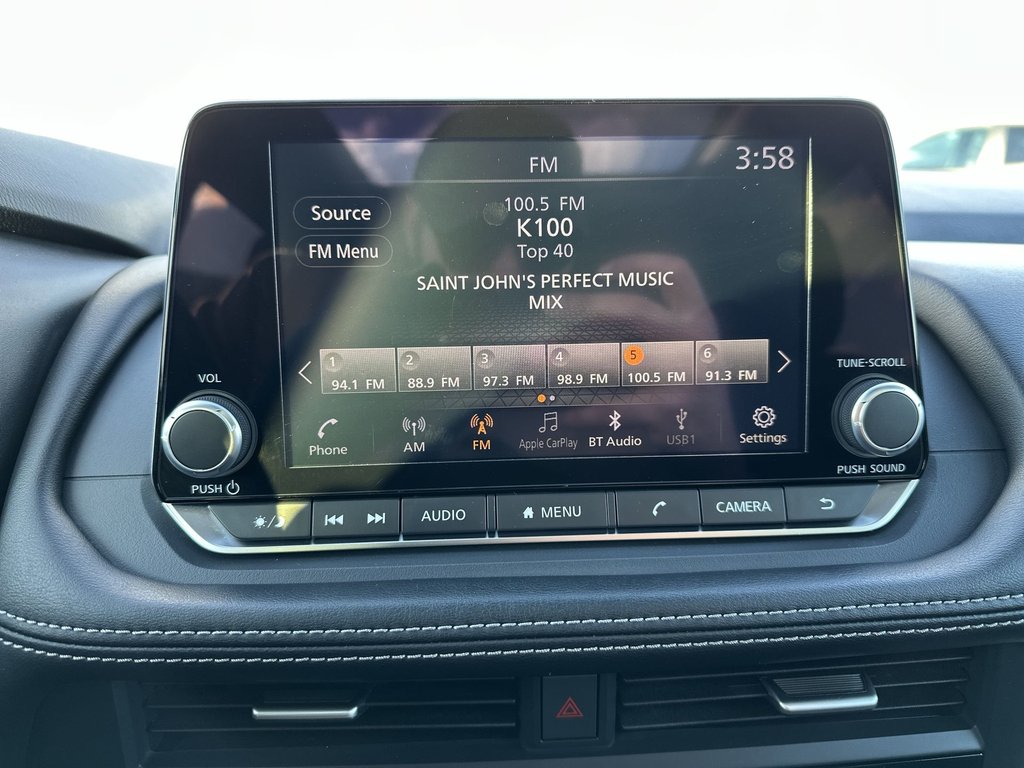 FM
3:58
Source
FM Menu
100.5 FM
K100
Top 40
SAINT JOHN'S PERFECT MUSIC
MIX
1 94.1 FM
2 88.9 FM
3 97.3 FM
4 98.9 FM
5 100.5 FM
6 91.3 FM
Phone
AM
FM
Apple CarPlay
BT Audio
USB1
Settings
VOL
PUSH
TUNE·SCROLL
PUSH SOUND
AUDIO
MENU
CAMERA